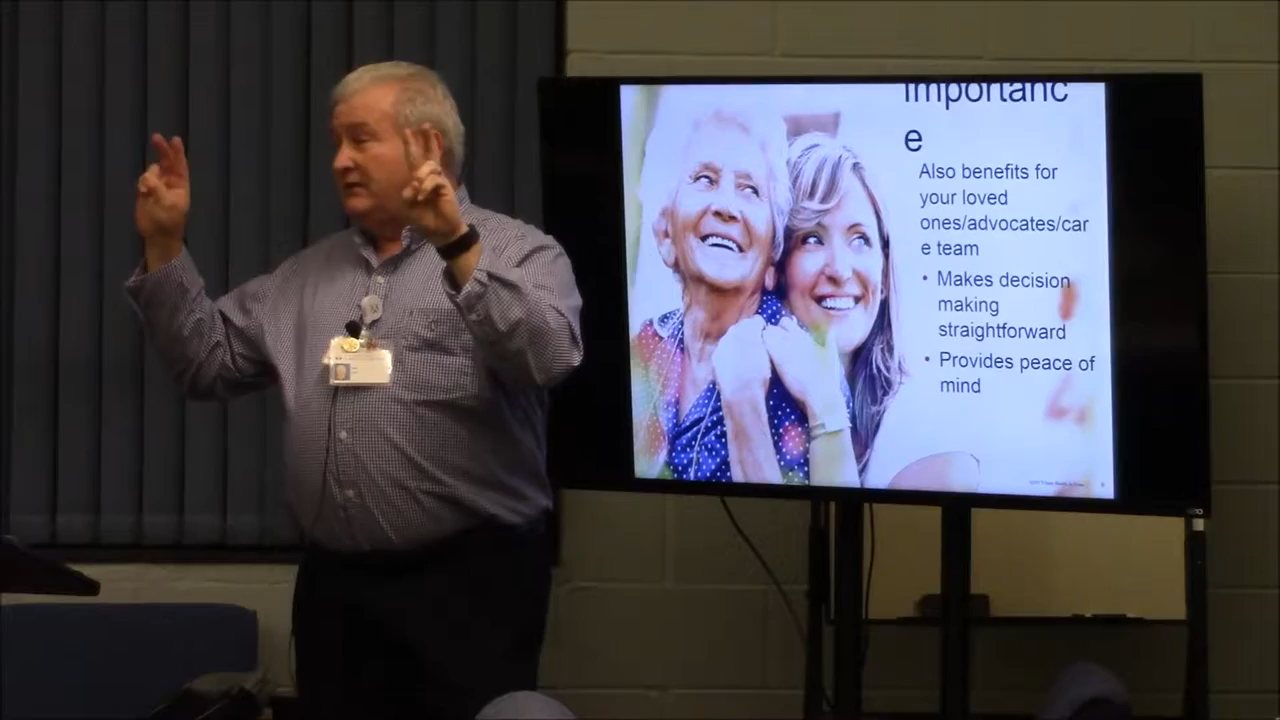 Importanc
e
Also benefits for
your loved
ones/advocates/car
e team
• Makes decision
making
straightforward
• Provides peace of
mind